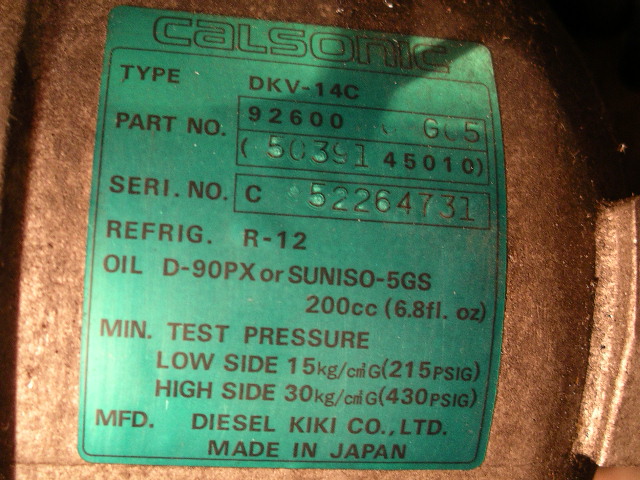 CALSONIC
TYPE DKV-14C
PART NO. 92600 G 5
(50391 45010)
SERI. NO. C 52264731
REFRIG. R-12
OIL D-90PX or SUNISO-5GS
200cc (6.8fl. oz)
MIN. TEST PRESSURE
LOW SIDE 15kg/c㎡G(215PSIG)
HIGH SIDE 30kg/c㎡G(430PSIG)
MFD. DIESEL KIKI CO., LTD.
MADE IN JAPAN